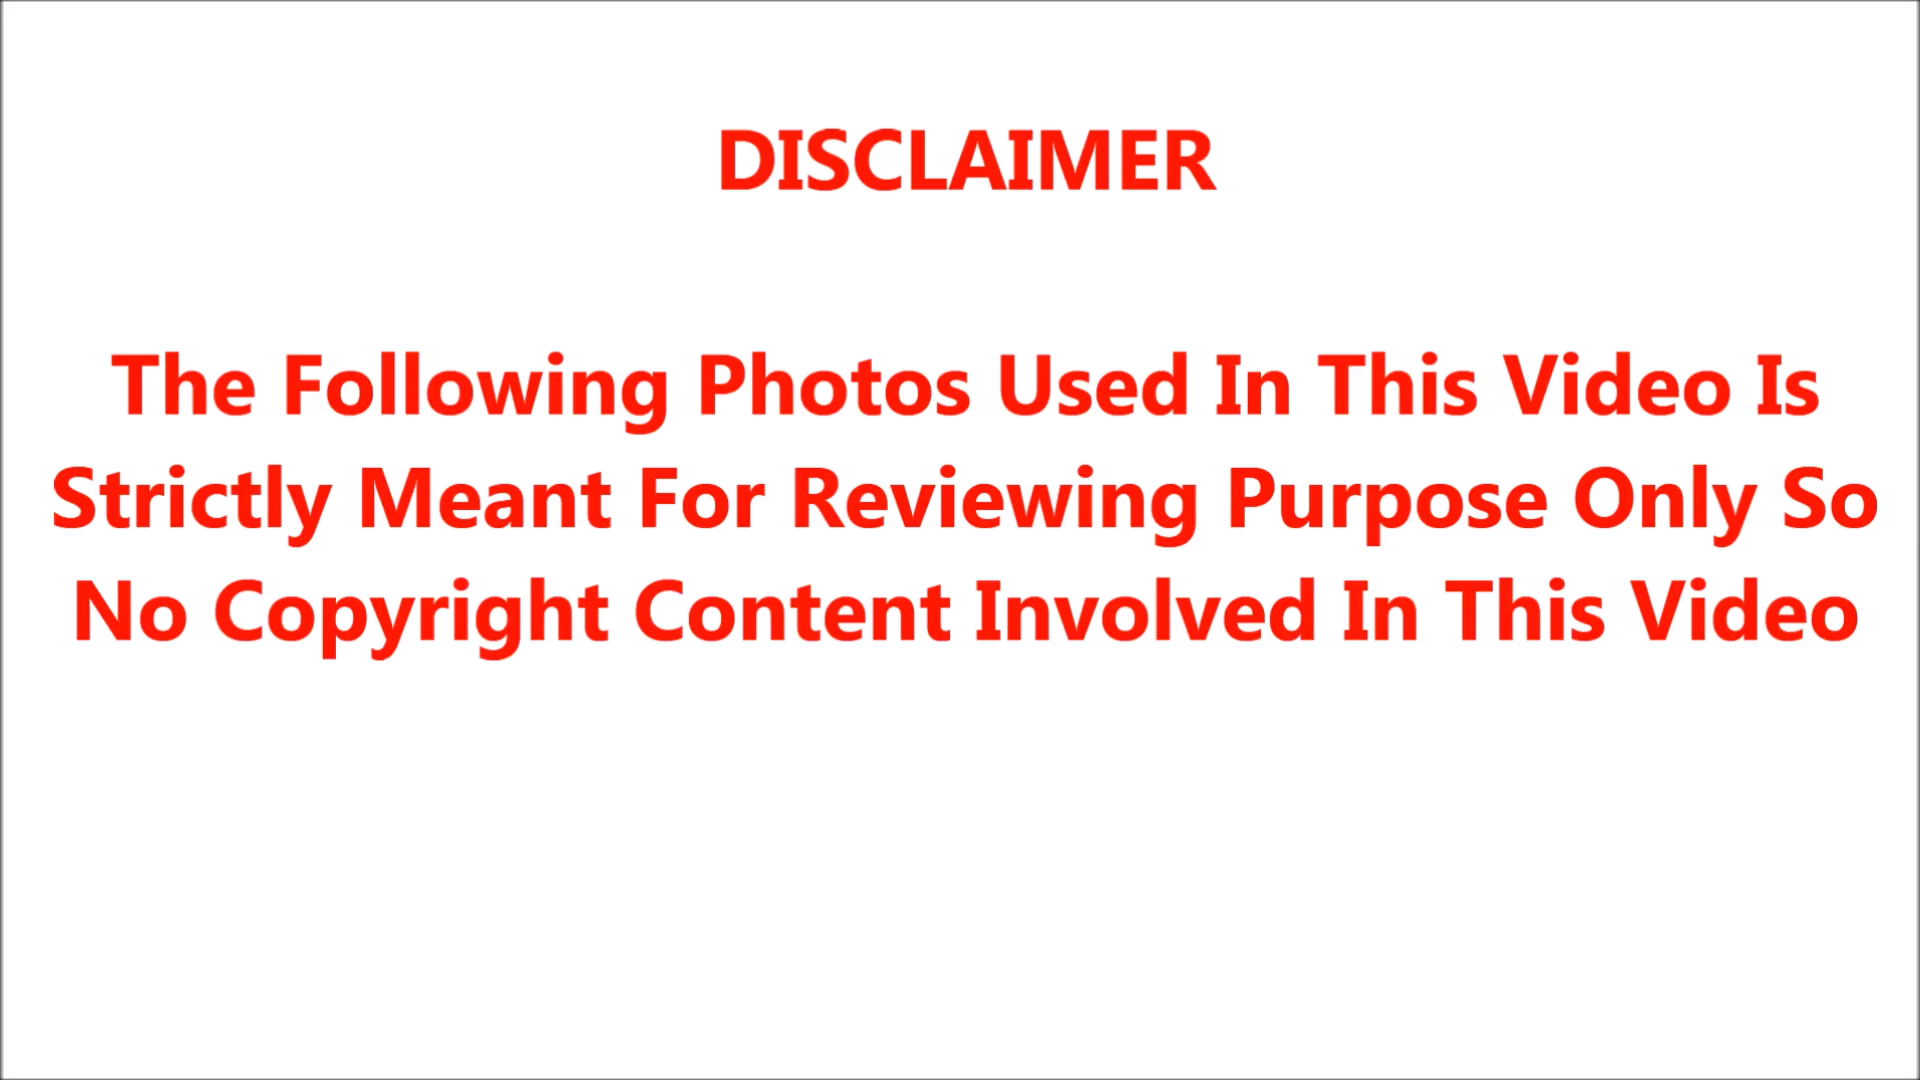 DISCLAIMER
The Following Photos Used In This Video Is
Strictly Meant For Reviewing Purpose Only So
No Copyright Content Involved In This Video